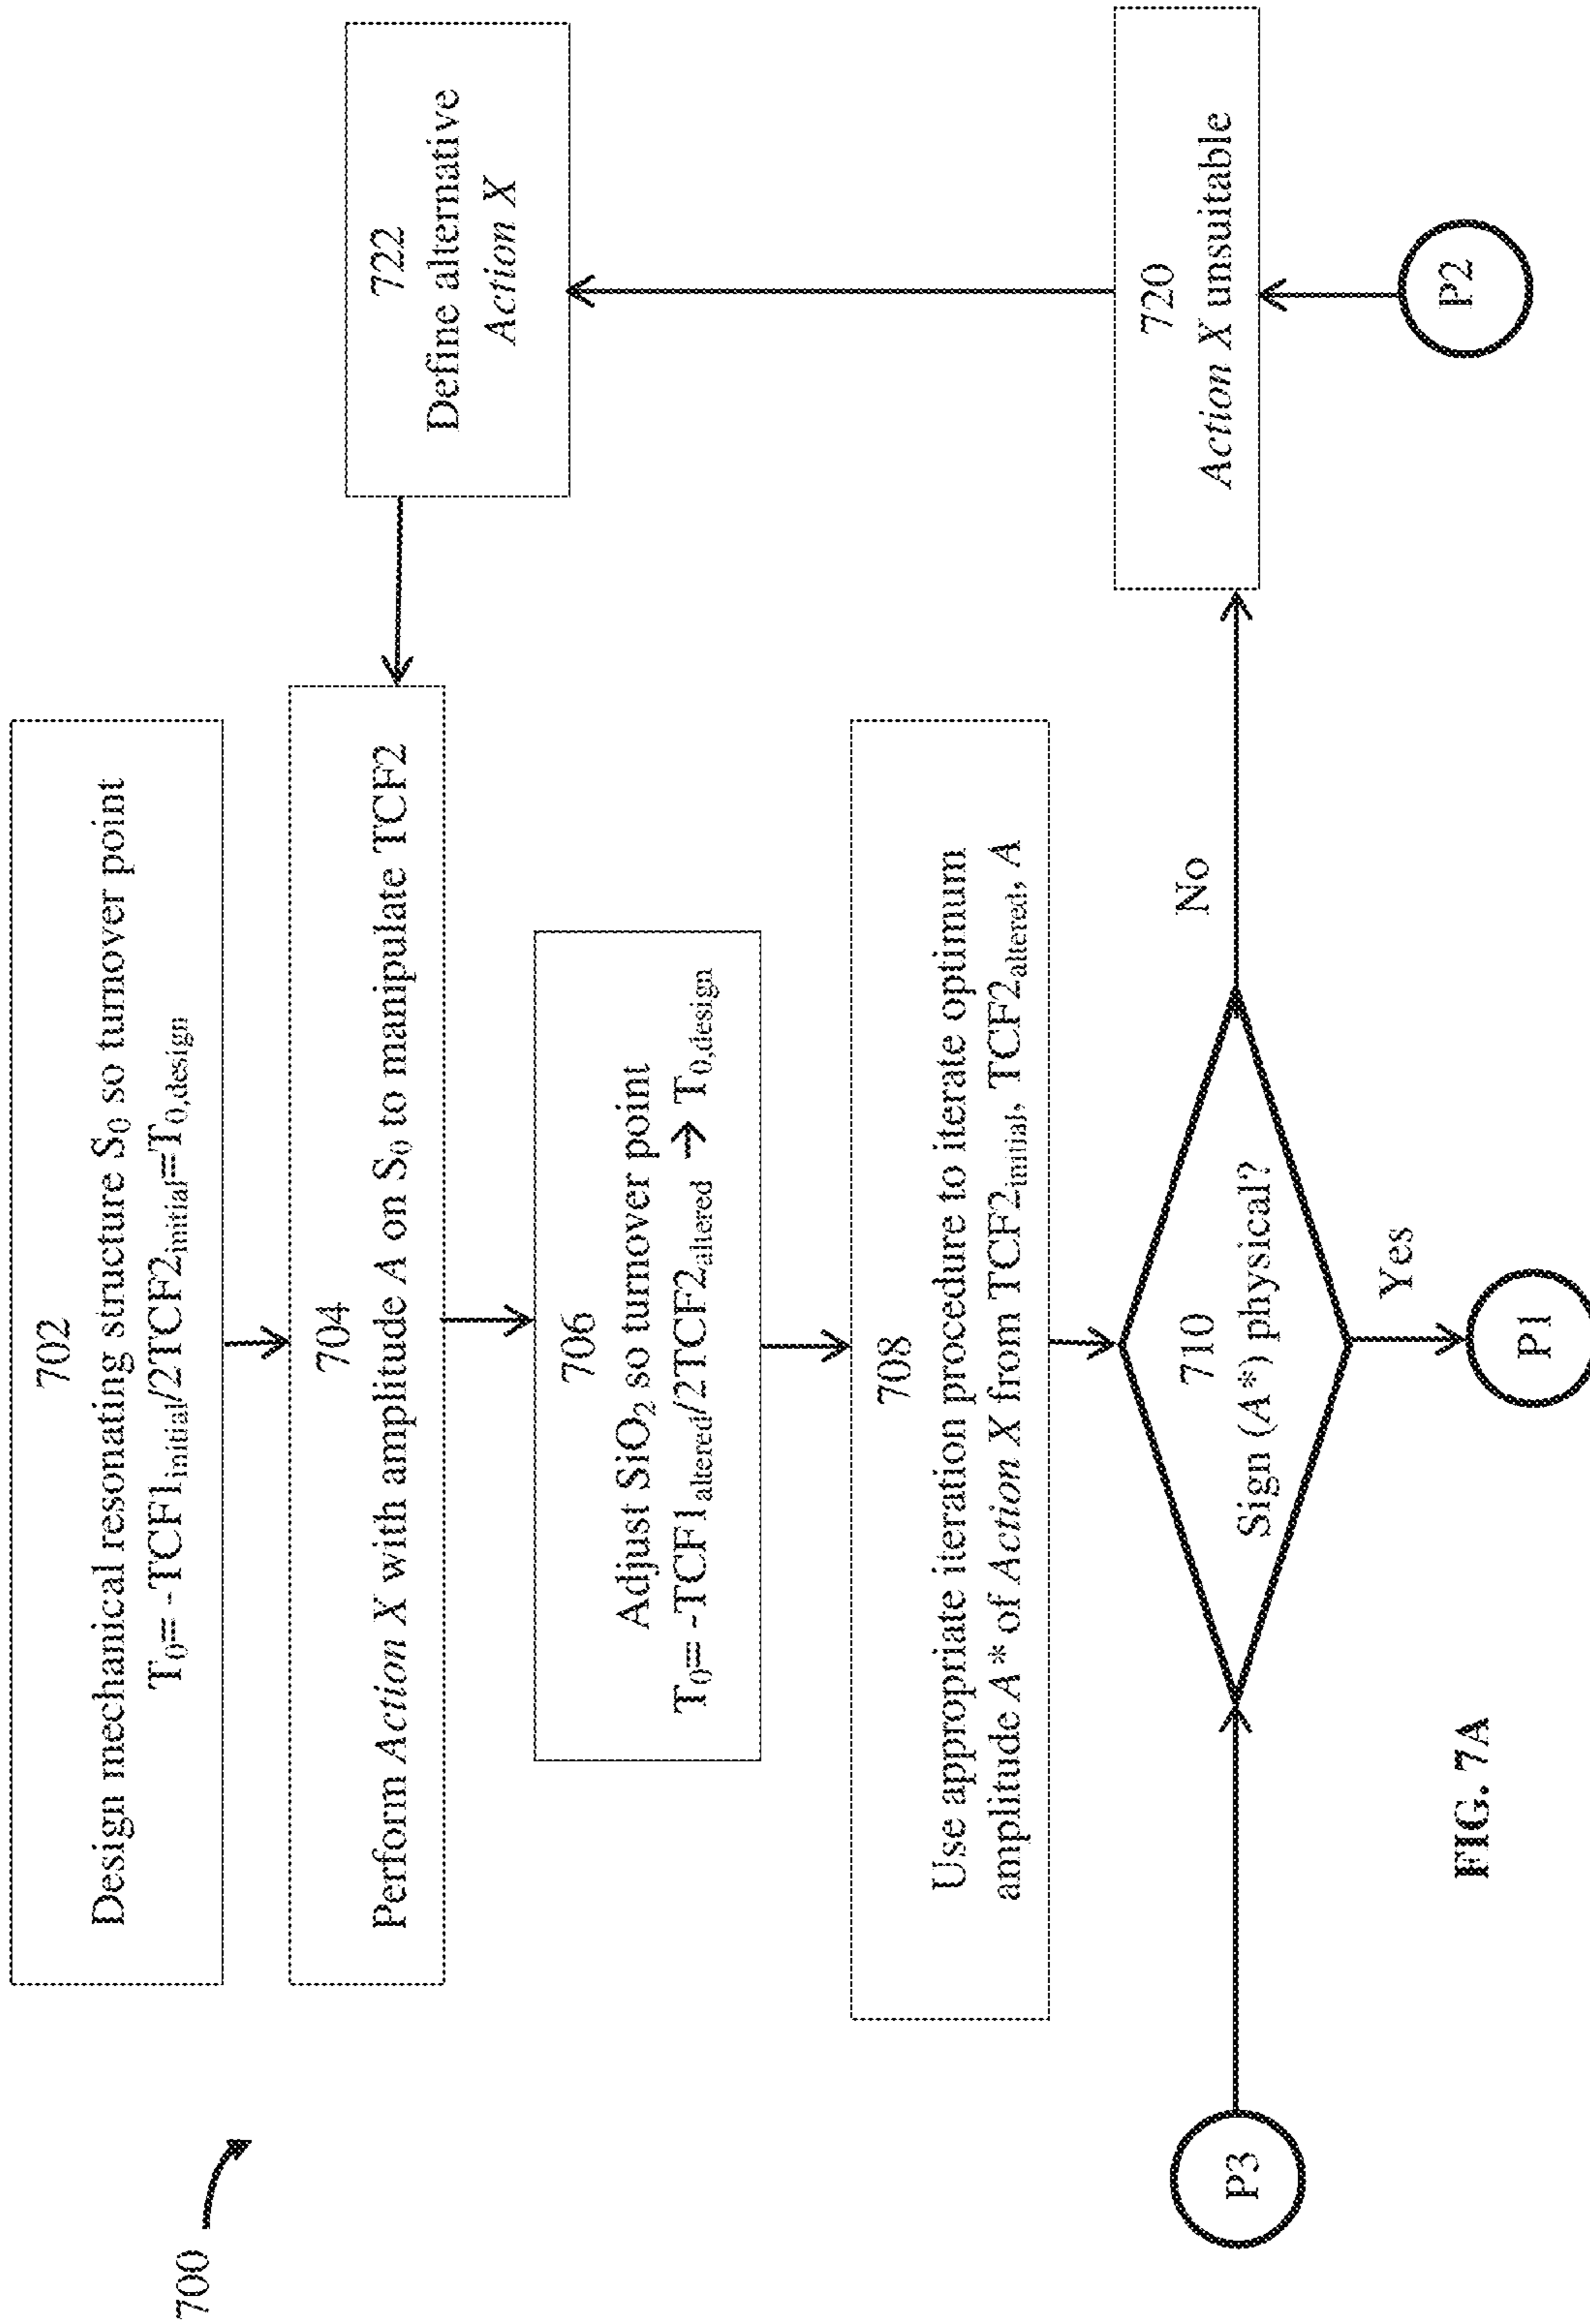 700
702
Design mechanical resonating structure S₀ so turnover point
T₀= -TCF1initial/2TCF2initial=T0,design
704
Perform Action X with amplitude A on S₀ to manipulate TCF2
706
Adjust SiO₂ so turnover point
T₀= -TCF1altered/2TCF2altered → T0,design
708
Use appropriate iteration procedure to iterate optimum
amplitude A* of Action X from TCF2initial, TCF2altered, A
P3
710
Sign (A*) physical?
No
Yes
P1
722
Define alternative
Action X
720
Action X unsuitable
P2
FIG. 7A